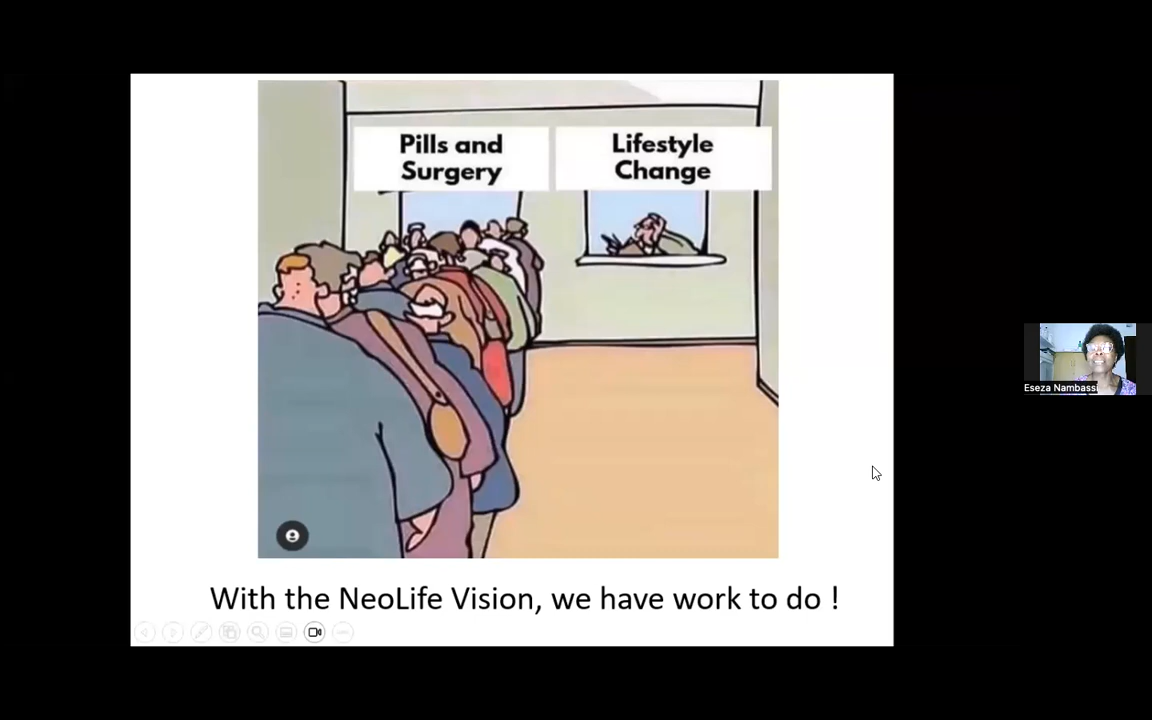 Pills and
Surgery
Lifestyle
Change
Eseza Nambassi
With the NeoLife Vision, we have work to do !